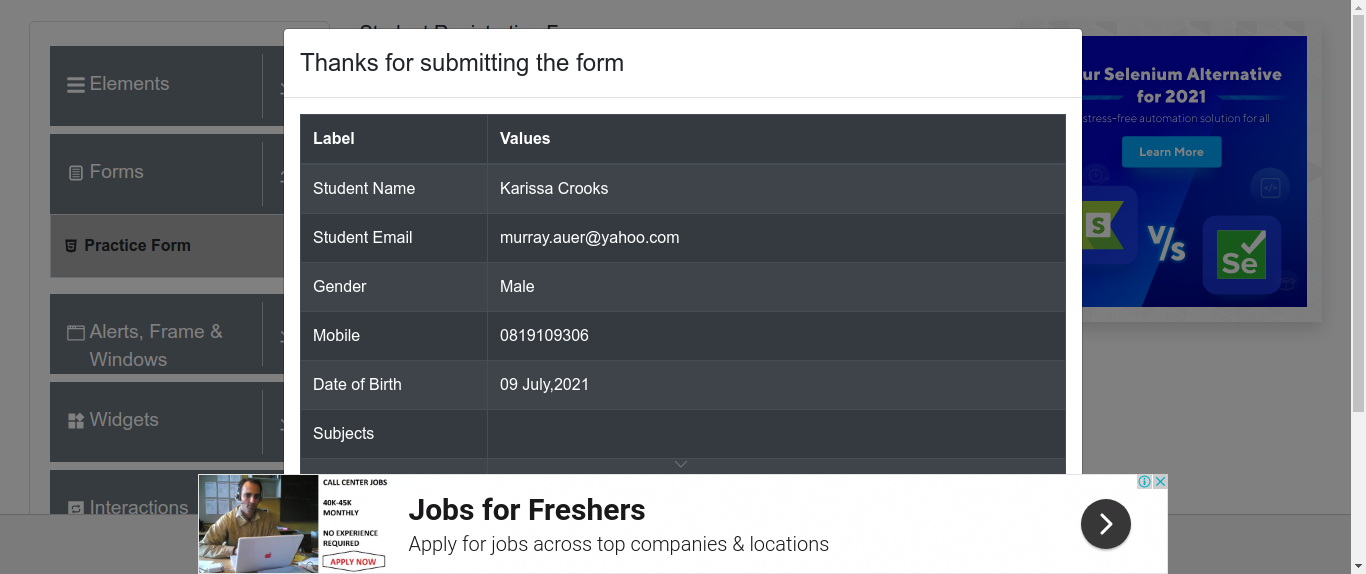 Student Registration Form
Elements
Forms
Practice Form
Alerts, Frame &
Windows
Widgets
Interactions
Thanks for submitting the form
Label Values
Student Name Karissa Crooks
Student Email murray.auer@yahoo.com
Gender Male
Mobile 0819109306
Date of Birth 09 July,2021
Subjects
ur Selenium Alternative
for 2021
stress-free automation solution for all
Learn More
S
V/s
Se
CALL CENTER JOBS
40K-45K
MONTHLY
NO EXPERIENCE
REQUIRED
APPLY NOW
Jobs for Freshers
Apply for jobs across top companies & locations